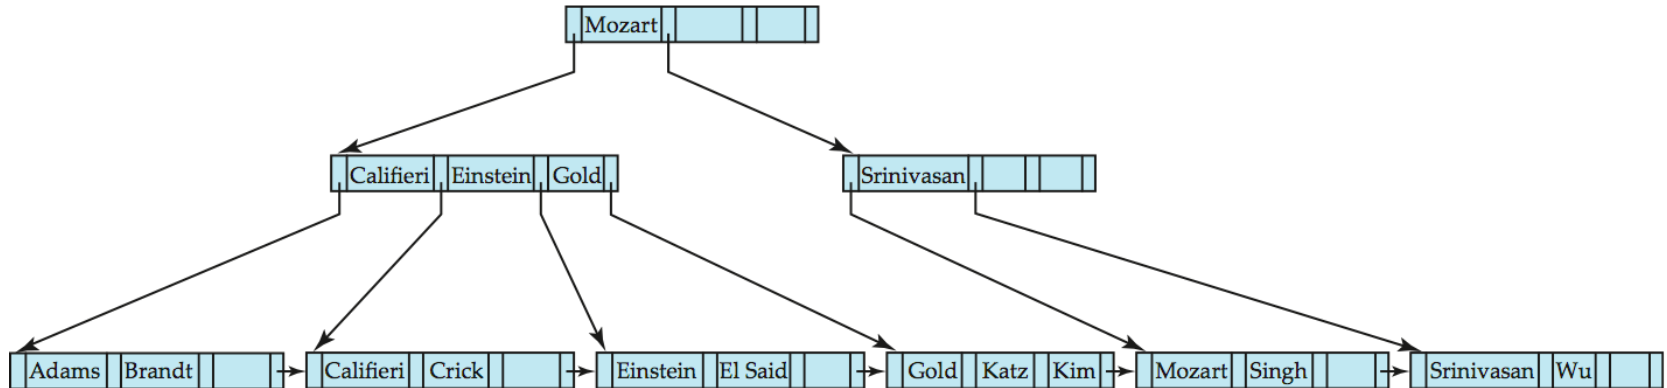 Mozart
Califieri Einstein Gold Srinivasan
Adams Brandt Califieri Crick Einstein El Said Gold Katz Kim Mozart Singh Srinivasan Wu